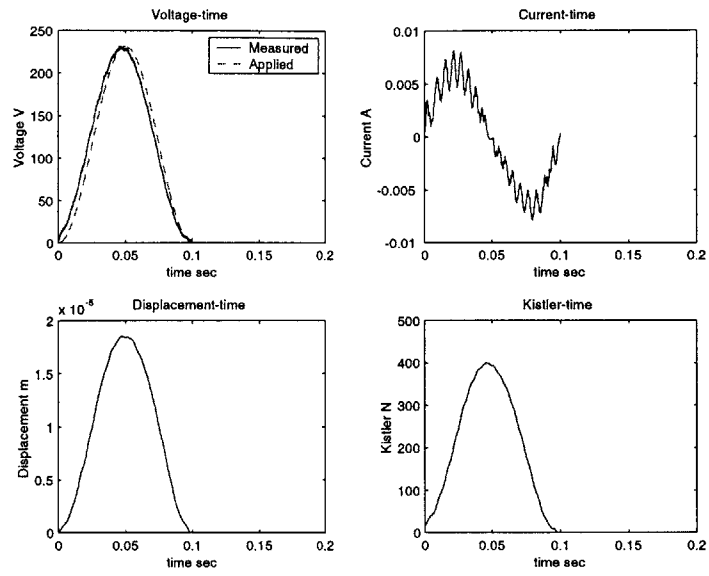 Voltage-time
250
200
150
100
50
0
Voltage V
Measured
Applied
0 0.05 0.1 0.15 0.2
time sec
Current-time
0.01
0.005
0
-0.005
-0.01
Current A
0 0.05 0.1 0.15 0.2
time sec
Displacement-time
x 10⁻⁵
2
1.5
1
0.5
0
Displacement m
0 0.05 0.1 0.15 0.2
time sec
Kistler-time
500
400
300
200
100
0
Kistler N
0 0.05 0.1 0.15 0.2
time sec